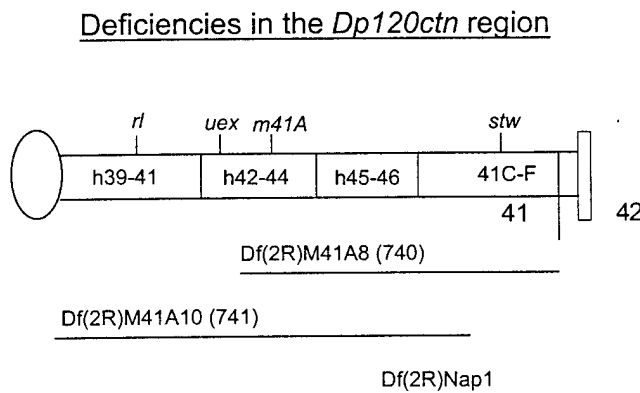 Deficiencies in the Dp120ctn region
rl uex m41A stw
h39-41 h42-44 h45-46 41C-F
41 42
Df(2R)M41A8 (740)
Df(2R)M41A10 (741)
Df(2R)Nap1